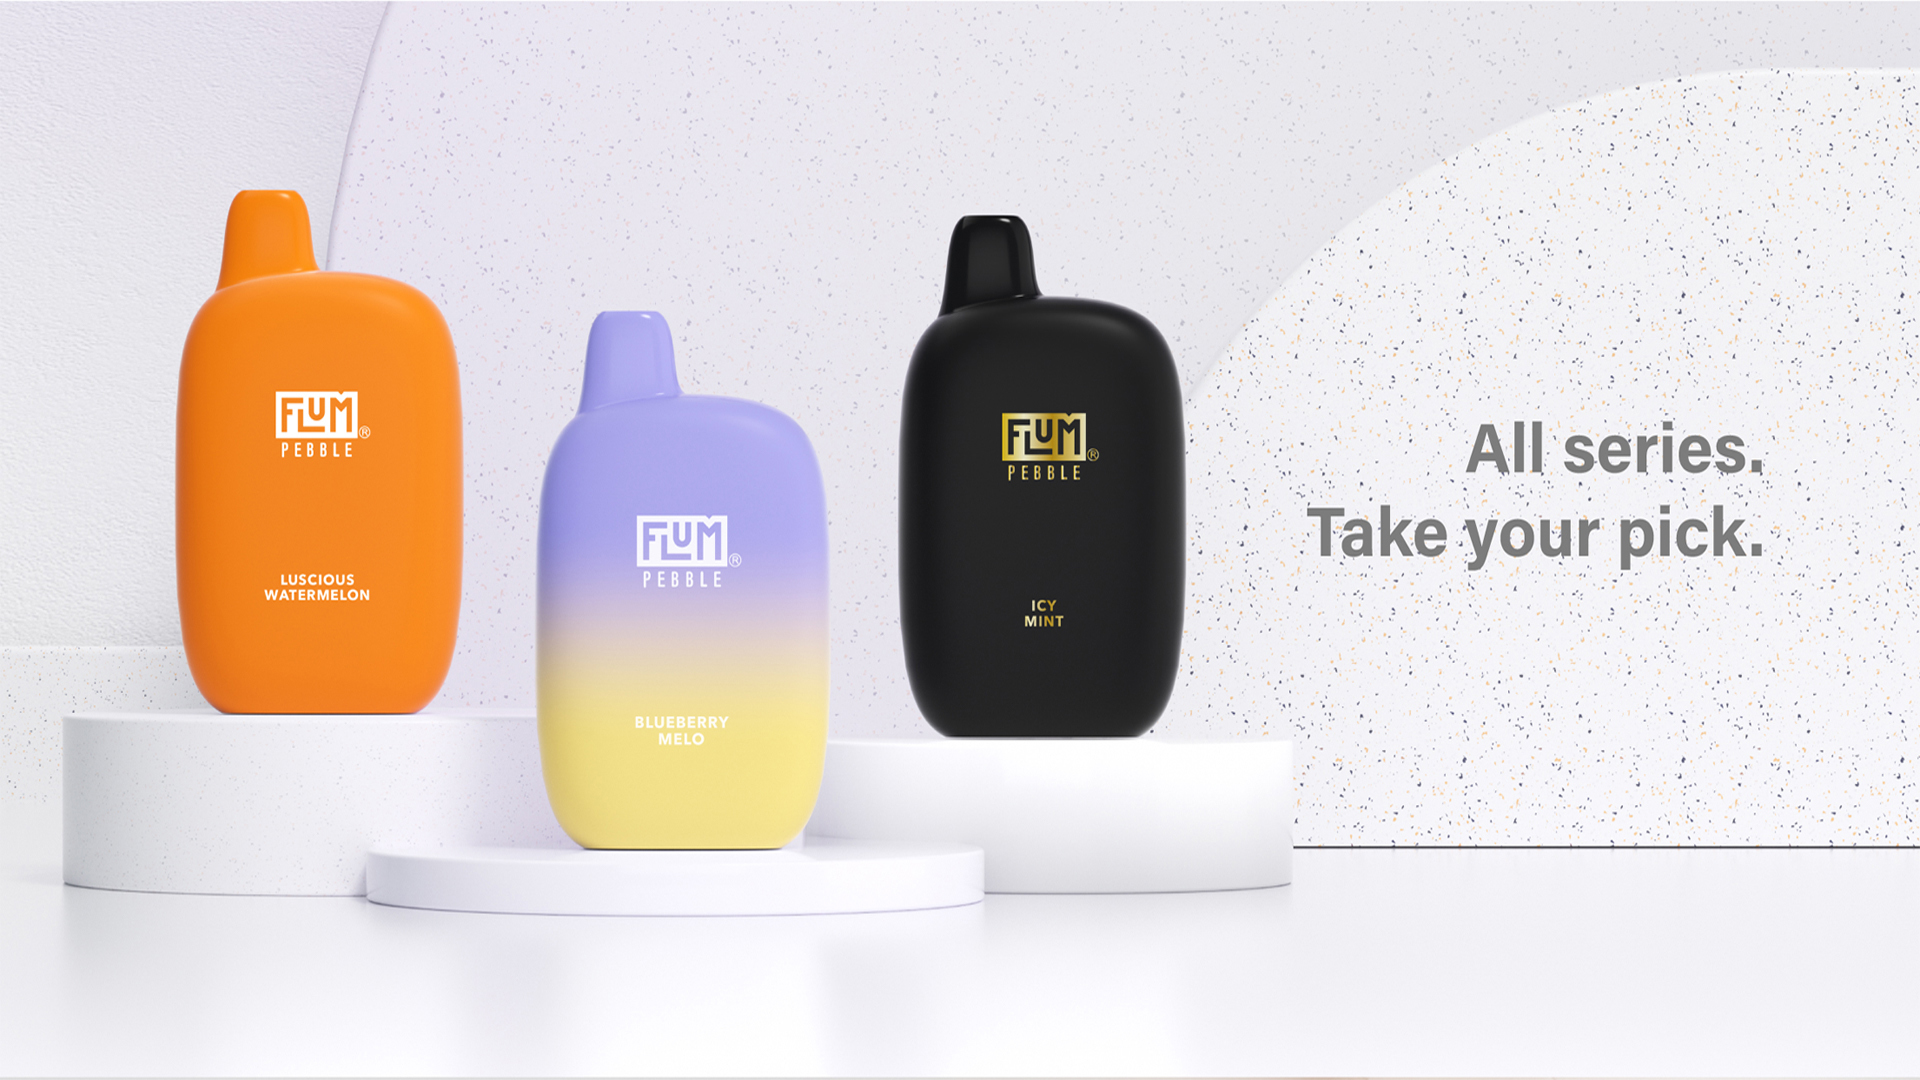 FLUM®
PEBBLE
LUSCIOUS
WATERMELON
FLUM®
PEBBLE
BLUEBERRY
MELO
FLUM®
PEBBLE
ICY
MINT
All series.
Take your pick.